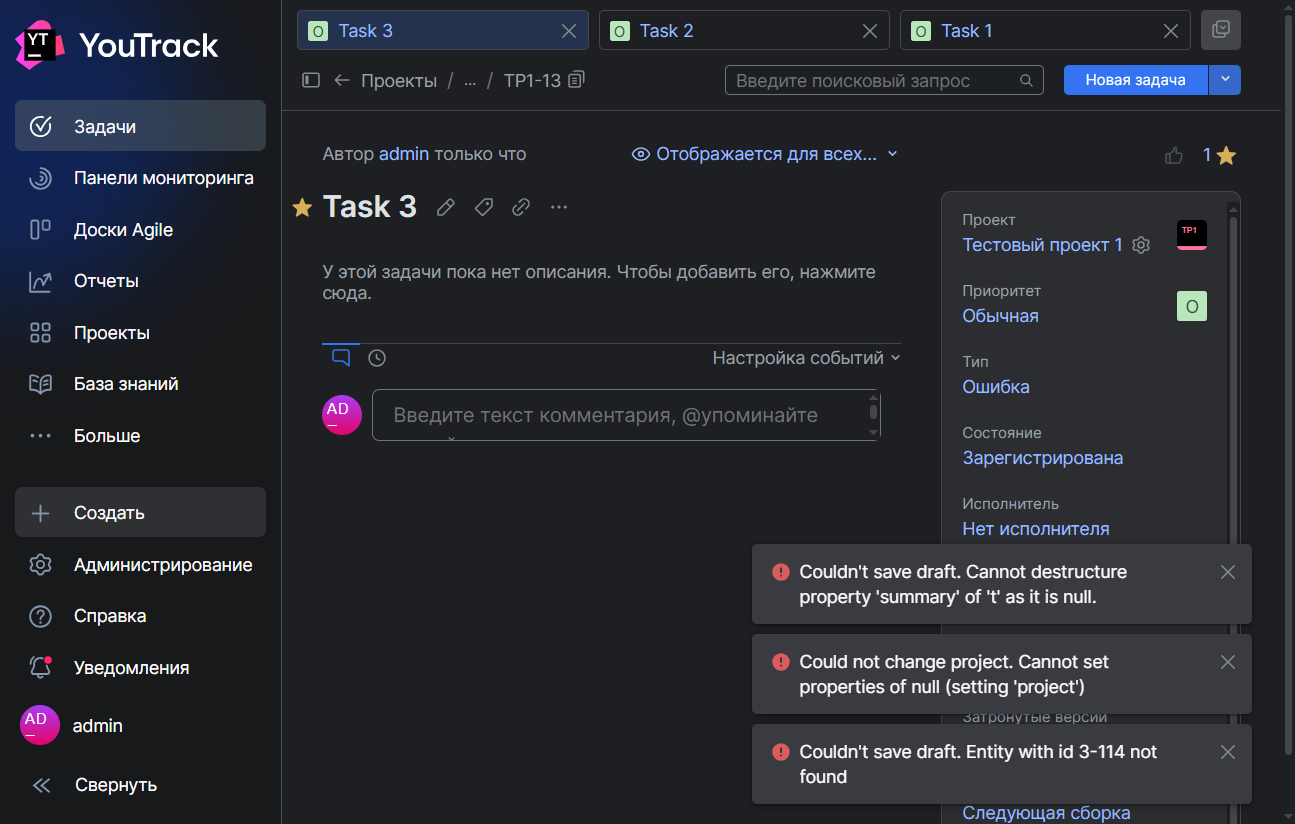 YT
YouTrack
Задачи
Панели мониторинга
Доски Agile
Отчеты
Проекты
База знаний
Больше
Создать
Администрирование
Справка
Уведомления
AD
admin
Свернуть
O Task 3
O Task 2
O Task 1
Проекты / ... / TP1-13
Введите поисковый запрос
Новая задача
Автор admin только что
Отображается для всех...
1
Task 3
У этой задачи пока нет описания. Чтобы добавить его, нажмите
сюда.
Настройка событий
AD
Введите текст комментария, @упоминайте
Проект
Тестовый проект 1
TP1
Приоритет
Обычная
O
Тип
Ошибка
Состояние
Зарегистрирована
Исполнитель
Нет исполнителя
Couldn't save draft. Cannot destructure
property 'summary' of 't' as it is null.
Could not change project. Cannot set
properties of null (setting 'project')
Затронутые версии
Couldn't save draft. Entity with id 3-114 not
found
Следующая сборка